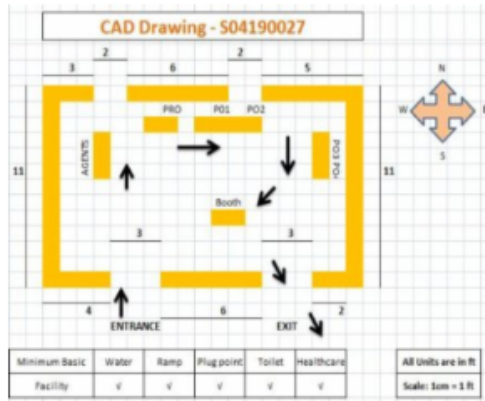 CAD Drawing - S04190027
2 2
3 6 5
N
PRO PO1 PO2
W
AGENTS
PO3
S
11 11
Booth
3 3
4 6 2
ENTRANCE EXIT
Minimum Basic Water Ramp Plug point Toilet Healthcare
Facility √ √ √ √ √
All Units are in ft
Scale: 1cm = 1 ft